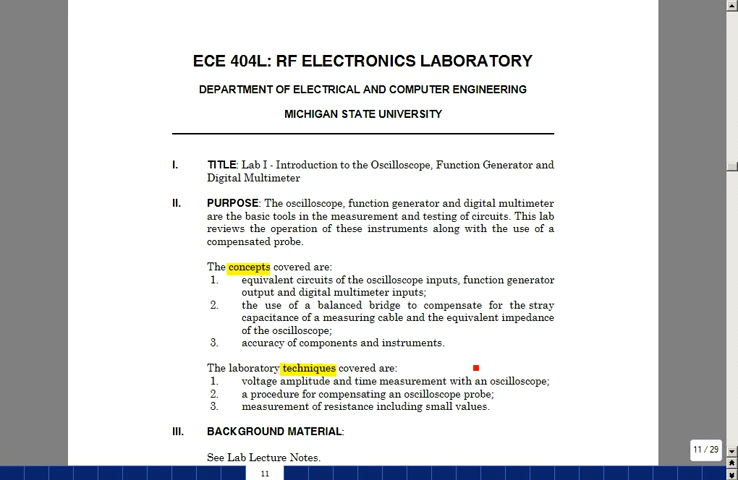 ECE 404L: RF ELECTRONICS LABORATORY
DEPARTMENT OF ELECTRICAL AND COMPUTER ENGINEERING
MICHIGAN STATE UNIVERSITY
I. TITLE: Lab I - Introduction to the Oscilloscope, Function Generator and
Digital Multimeter
II. PURPOSE: The oscilloscope, function generator and digital multimeter
are the basic tools in the measurement and testing of circuits. This lab
reviews the operation of these instruments along with the use of a
compensated probe.
The concepts covered are:
1. equivalent circuits of the oscilloscope inputs, function generator
output and digital multimeter inputs;
2. the use of a balanced bridge to compensate for the stray
capacitance of a measuring cable and the equivalent impedance
of the oscilloscope;
3. accuracy of components and instruments.
The laboratory techniques covered are:
1. voltage amplitude and time measurement with an oscilloscope;
2. a procedure for compensating an oscilloscope probe;
3. measurement of resistance including small values.
III. BACKGROUND MATERIAL:
See Lab Lecture Notes.
11 / 29
11